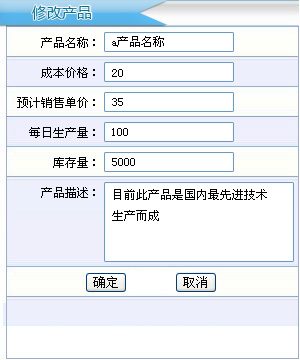 修改产品
产品名称： a产品名称
成本价格： 20
预计销售单价： 35
每日生产量： 100
库存量： 5000
产品描述： 目前此产品是国内最先进技术
生产而成
确定 取消